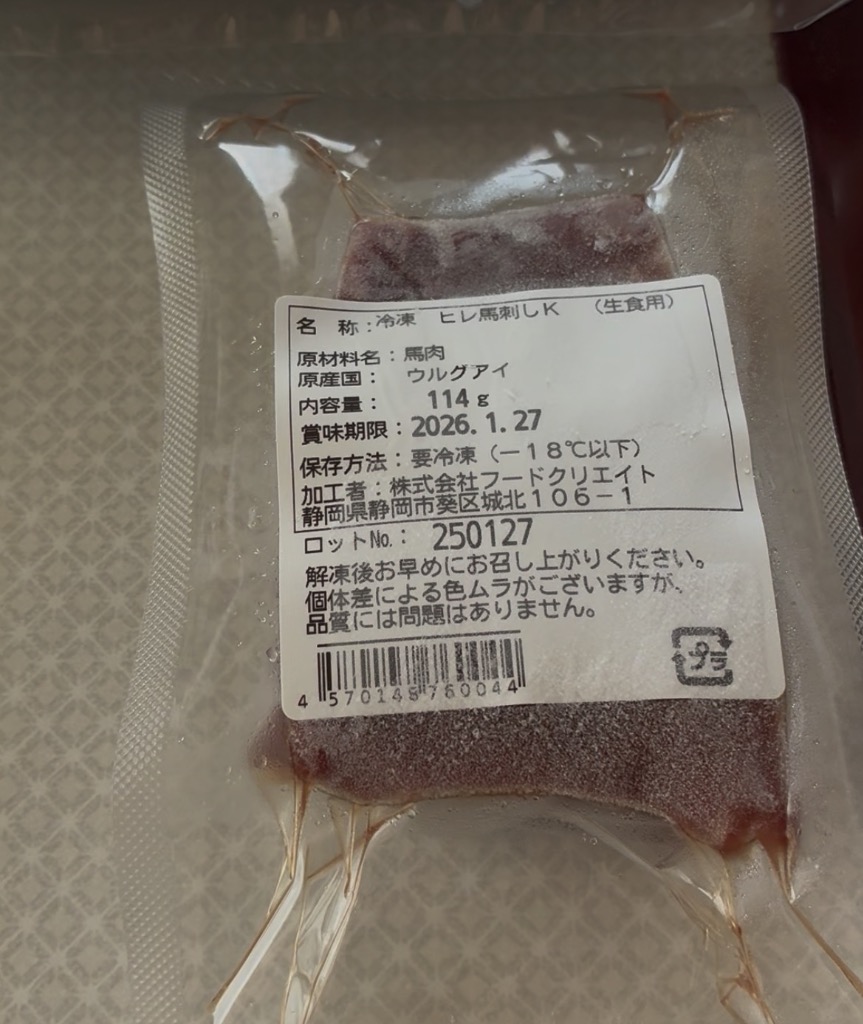 名 称：冷凍 ヒレ馬刺しK （生食用）
原材料名：馬肉
原産国： ウルグアイ
内容量： 114g
賞味期限：2026.1.27
保存方法：要冷凍（－１８℃以下）
加工者：株式会社フードクリエイト
静岡県静岡市葵区城北１０６－１
ロットNo.： 250127
解凍後お早めにお召し上がりください。
個体差による色ムラがございますが、
品質には問題はありません。
プラ
4 570148 760044